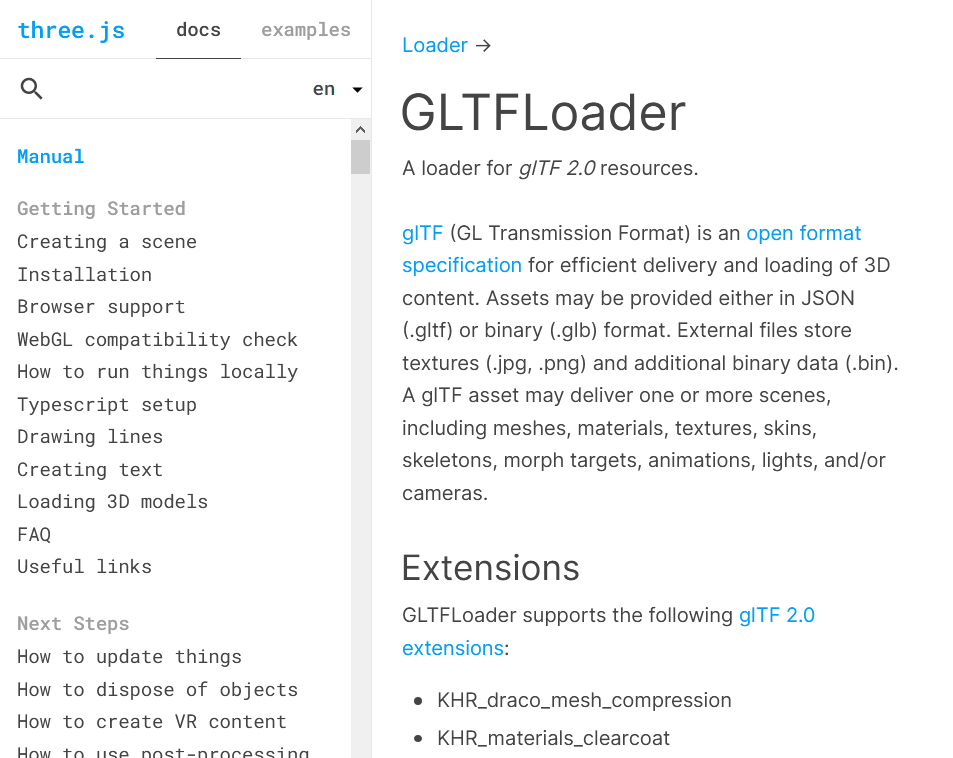 three.js docs examples
en
Manual
Getting Started
Creating a scene
Installation
Browser support
WebGL compatibility check
How to run things locally
Typescript setup
Drawing lines
Creating text
Loading 3D models
FAQ
Useful links
Next Steps
How to update things
How to dispose of objects
How to create VR content
How to use post-processing
Loader →
GLTFLoader
A loader for glTF 2.0 resources.
glTF (GL Transmission Format) is an open format
specification for efficient delivery and loading of 3D
content. Assets may be provided either in JSON
(.gltf) or binary (.glb) format. External files store
textures (.jpg, .png) and additional binary data (.bin).
A glTF asset may deliver one or more scenes,
including meshes, materials, textures, skins,
skeletons, morph targets, animations, lights, and/or
cameras.
Extensions
GLTFLoader supports the following glTF 2.0
extensions:
• KHR_draco_mesh_compression
• KHR_materials_clearcoat